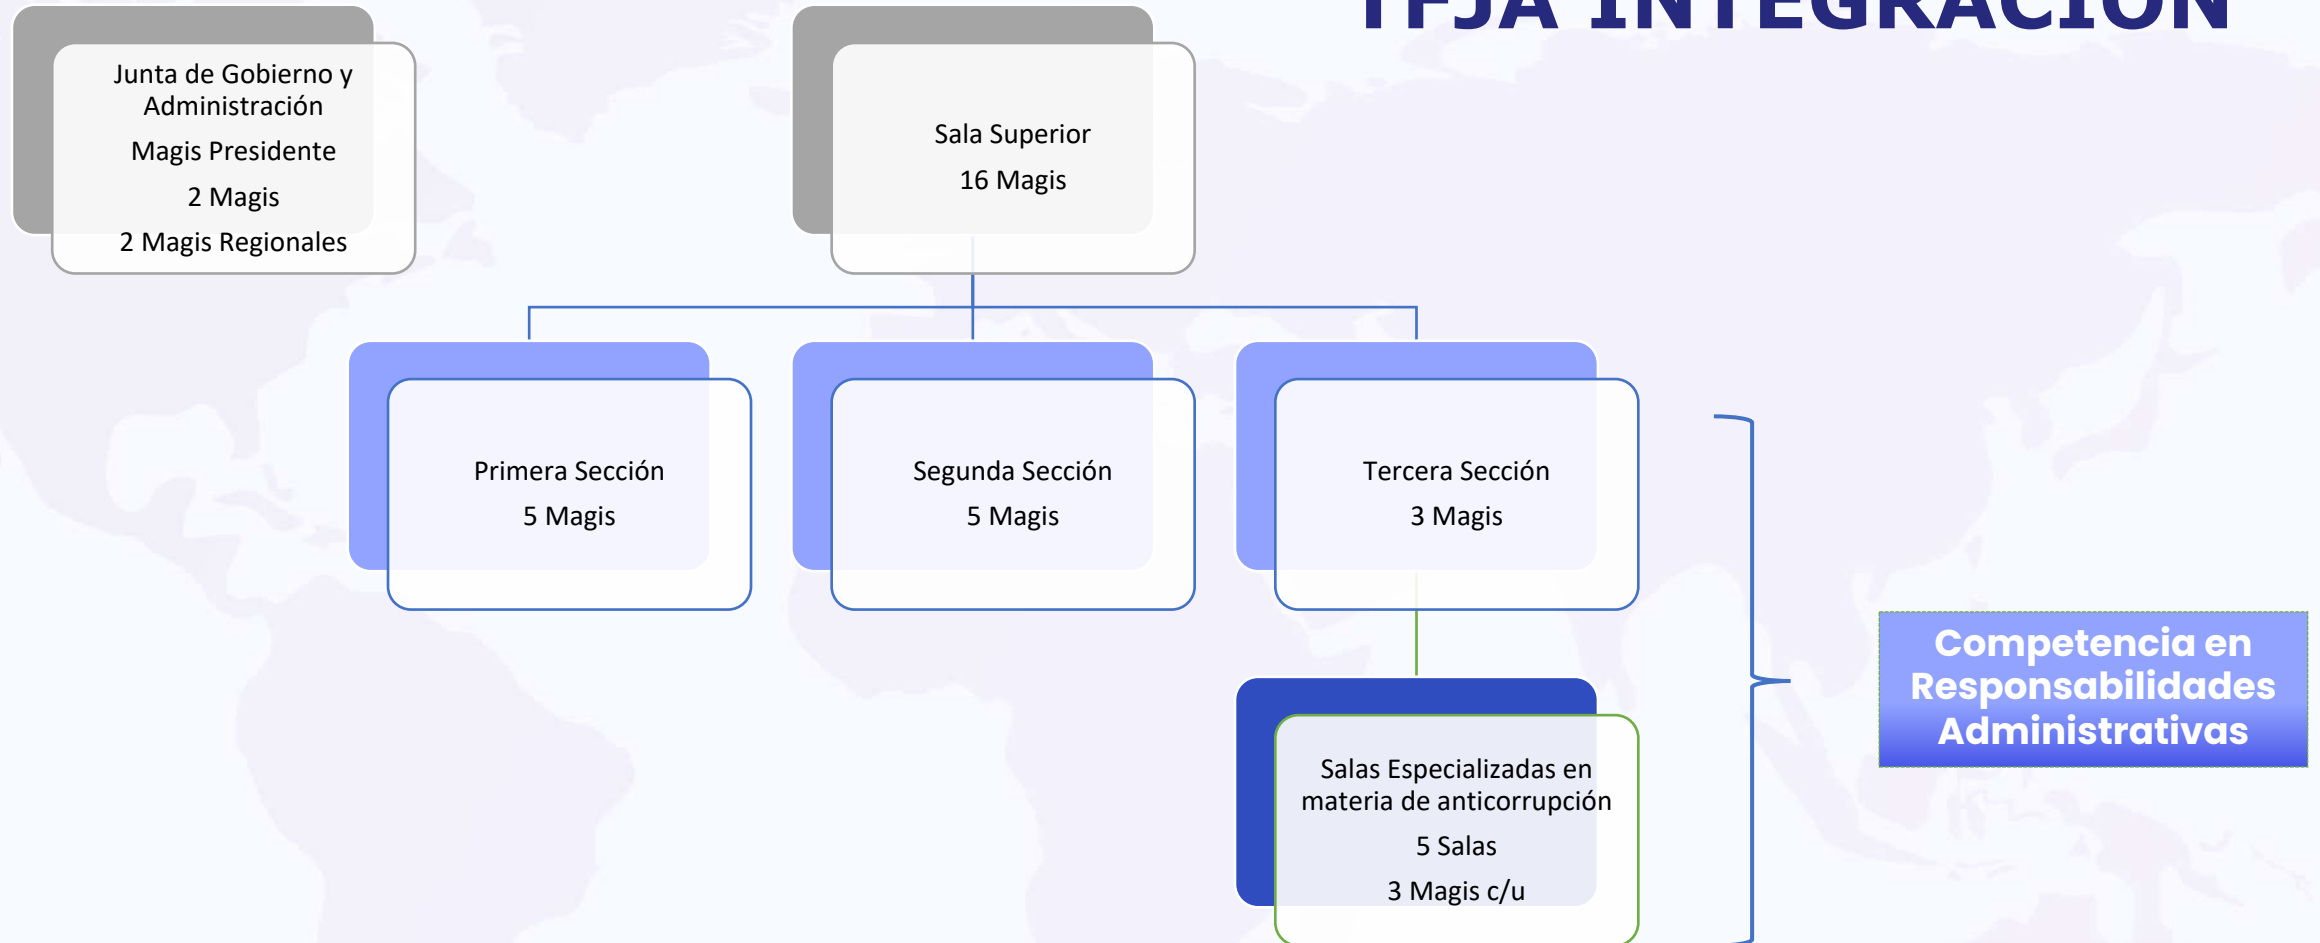 TFJA INTEGRACIÓN
Junta de Gobierno y
Administración
Magis Presidente
2 Magis
2 Magis Regionales
Sala Superior
16 Magis
Primera Sección
5 Magis
Segunda Sección
5 Magis
Tercera Sección
3 Magis
Salas Especializadas en
materia de anticorrupción
5 Salas
3 Magis c/u
Competencia en
Responsabilidades
Administrativas